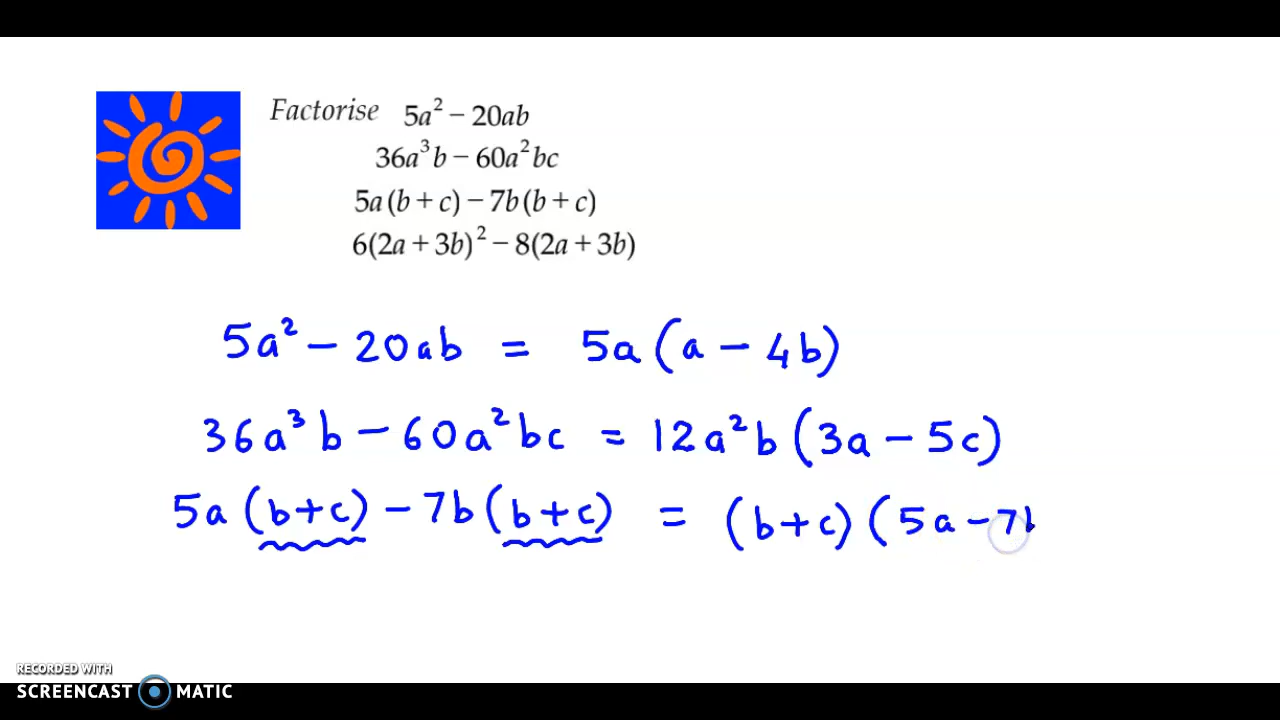 Factorise 5a² − 20ab
36a³b − 60a²bc
5a(b + c) − 7b(b + c)
6(2a + 3b)² − 8(2a + 3b)
5a² − 20ab = 5a(a − 4b)
36a³b − 60a²bc = 12a²b(3a − 5c)
5a(b+c) − 7b(b+c) = (b+c)(5a−7
RECORDED WITH
SCREENCAST MATIC